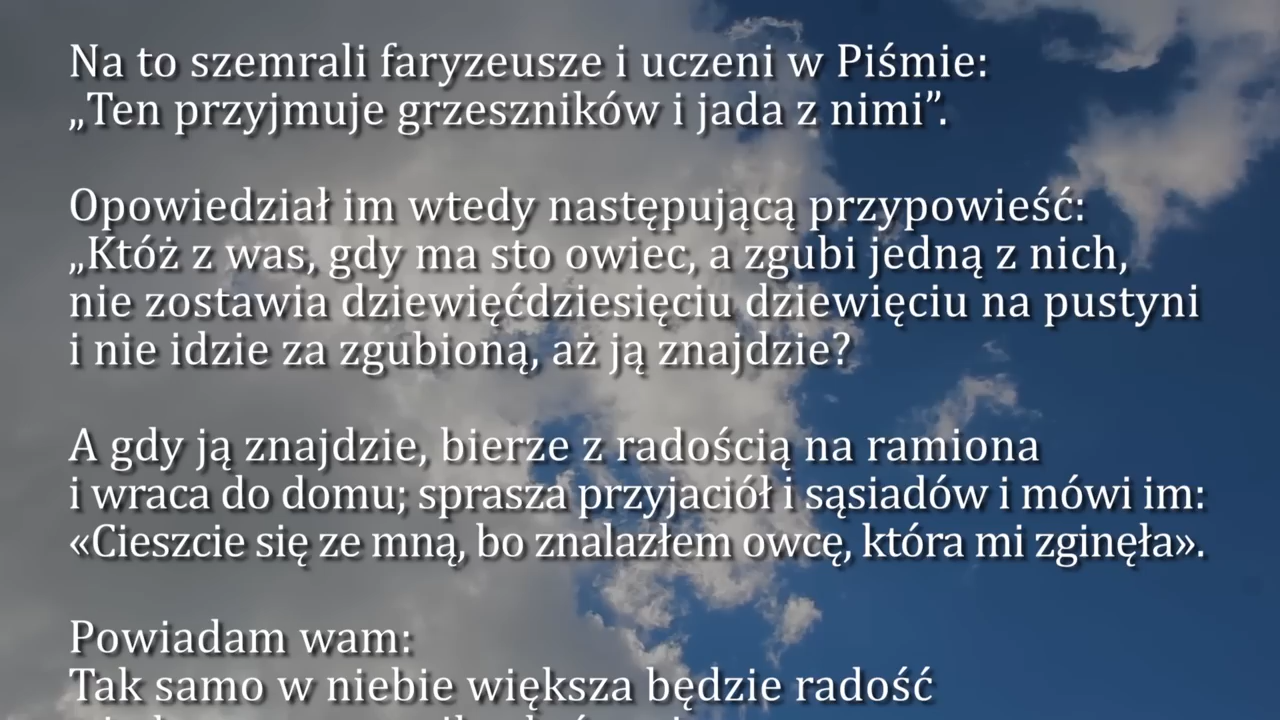 Na to szemrali faryzeusze i uczeni w Piśmie:
„Ten przyjmuje grzeszników i jada z nimi”.
Opowiedział im wtedy następującą przypowieść:
„Któż z was, gdy ma sto owiec, a zgubi jedną z nich,
nie zostawia dziewięćdziesięciu dziewięciu na pustyni
i nie idzie za zgubioną, aż ją znajdzie?
A gdy ją znajdzie, bierze z radością na ramiona
i wraca do domu; sprasza przyjaciół i sąsiadów i mówi im:
«Cieszcie się ze mną, bo znalazłem owcę, która mi zginęła».
Powiadam wam:
Tak samo w niebie większa będzie radość